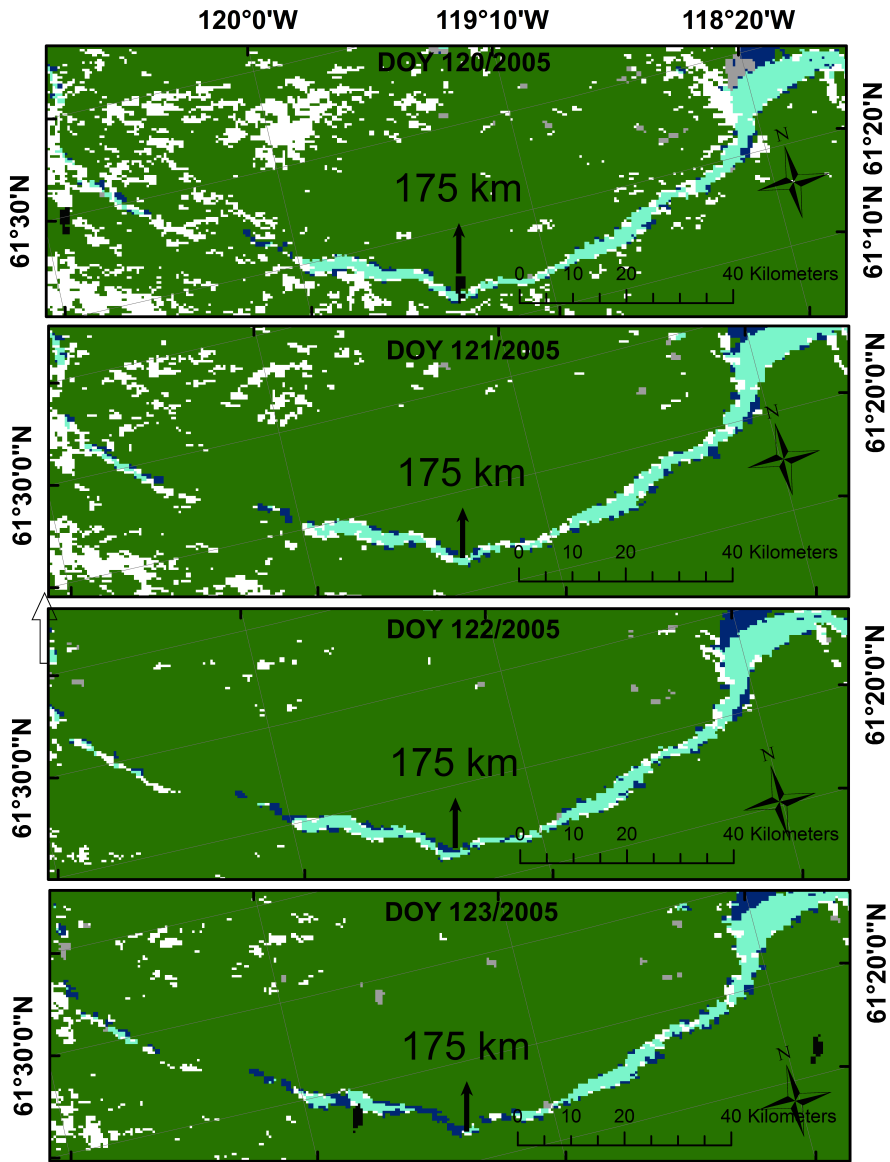 120°0'W 119°10'W 118°20'W
DOY 120/2005
61°20'N
N
175 km
61°30'N
61°10'N
0 10 20 40 Kilometers
DOY 121/2005
61°20'0"N
N
175 km
61°30'0"N
0 10 20 40 Kilometers
DOY 122/2005
61°20'0"N
N
175 km
61°30'0"N
0 10 20 40 Kilometers
DOY 123/2005
61°20'0"N
175 km
N
61°30'0"N
0 10 20 40 Kilometers